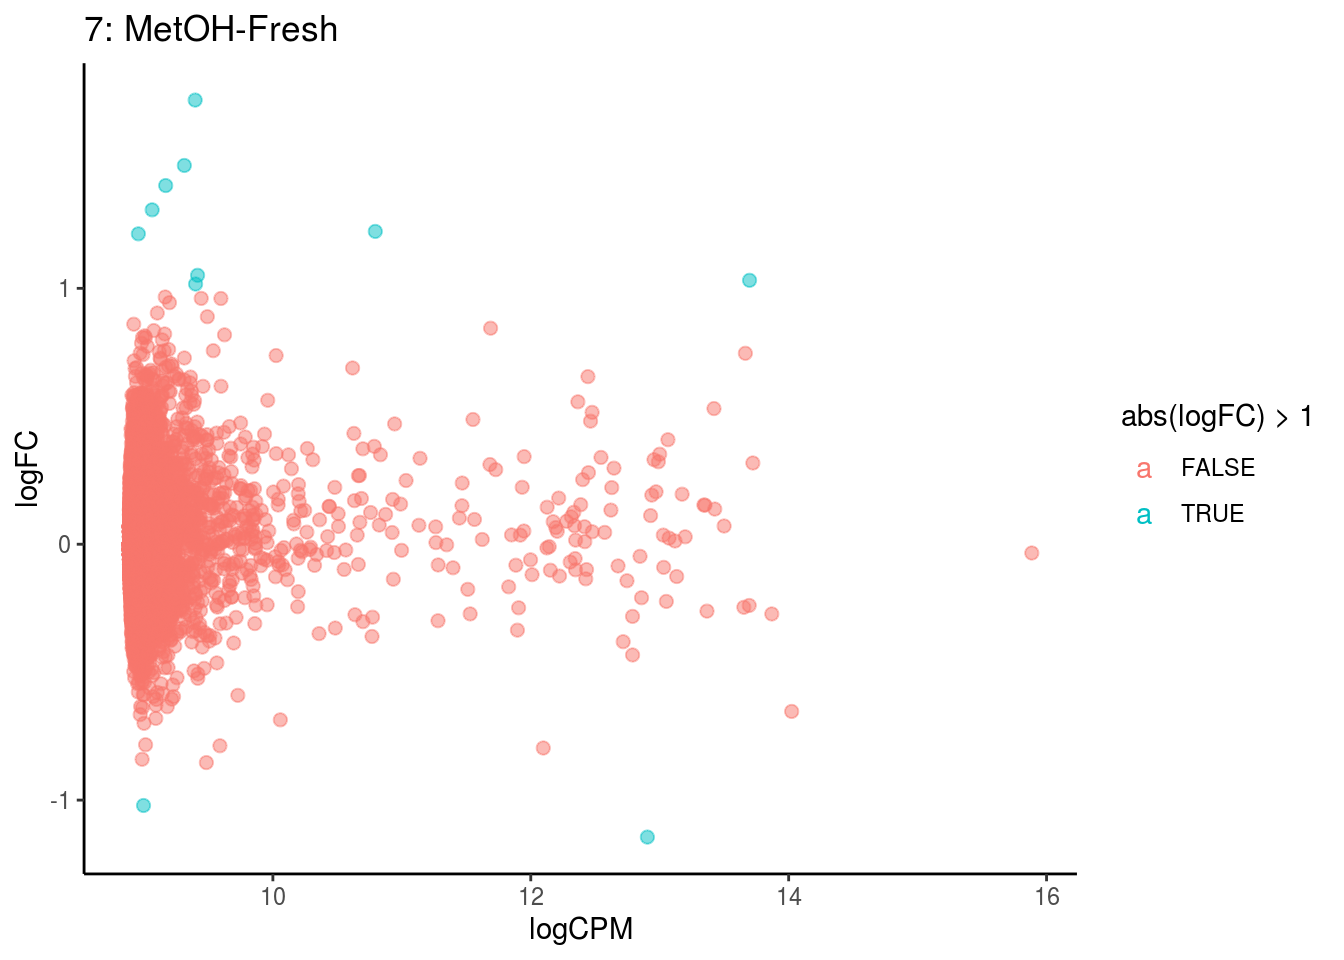 7: MetOH-Fresh
logFC
1
0
-1
10 12 14 16
logCPM
abs(logFC) > 1
a FALSE
a TRUE